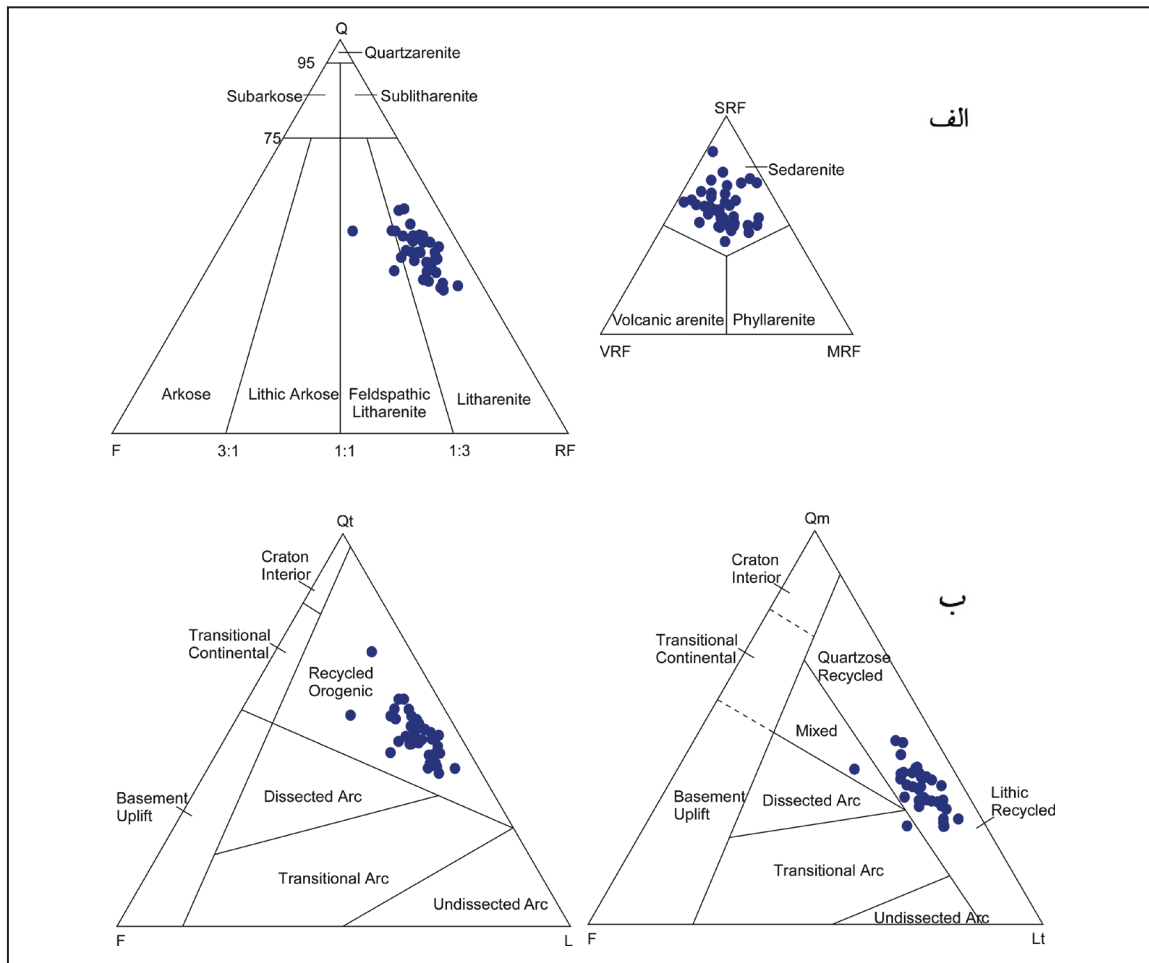 Q
Quartzarenite
95
Subarkose
Sublitharenite
75
Arkose
Lithic Arkose
Feldspathic
Litharenite
Litharenite
F
3:1
1:1
1:3
RF
الف
SRF
Sedarenite
Volcanic arenite
Phyllarenite
VRF
MRF
Qt
Craton
Interior
Transitional
Continental
Recycled
Orogenic
Basement
Uplift
Dissected Arc
Transitional Arc
Undissected Arc
F
L
ب
Qm
Craton
Interior
Transitional
Continental
Quartzose
Recycled
Mixed
Basement
Uplift
Dissected Arc
Lithic
Recycled
Transitional Arc
Undissected Arc
F
Lt